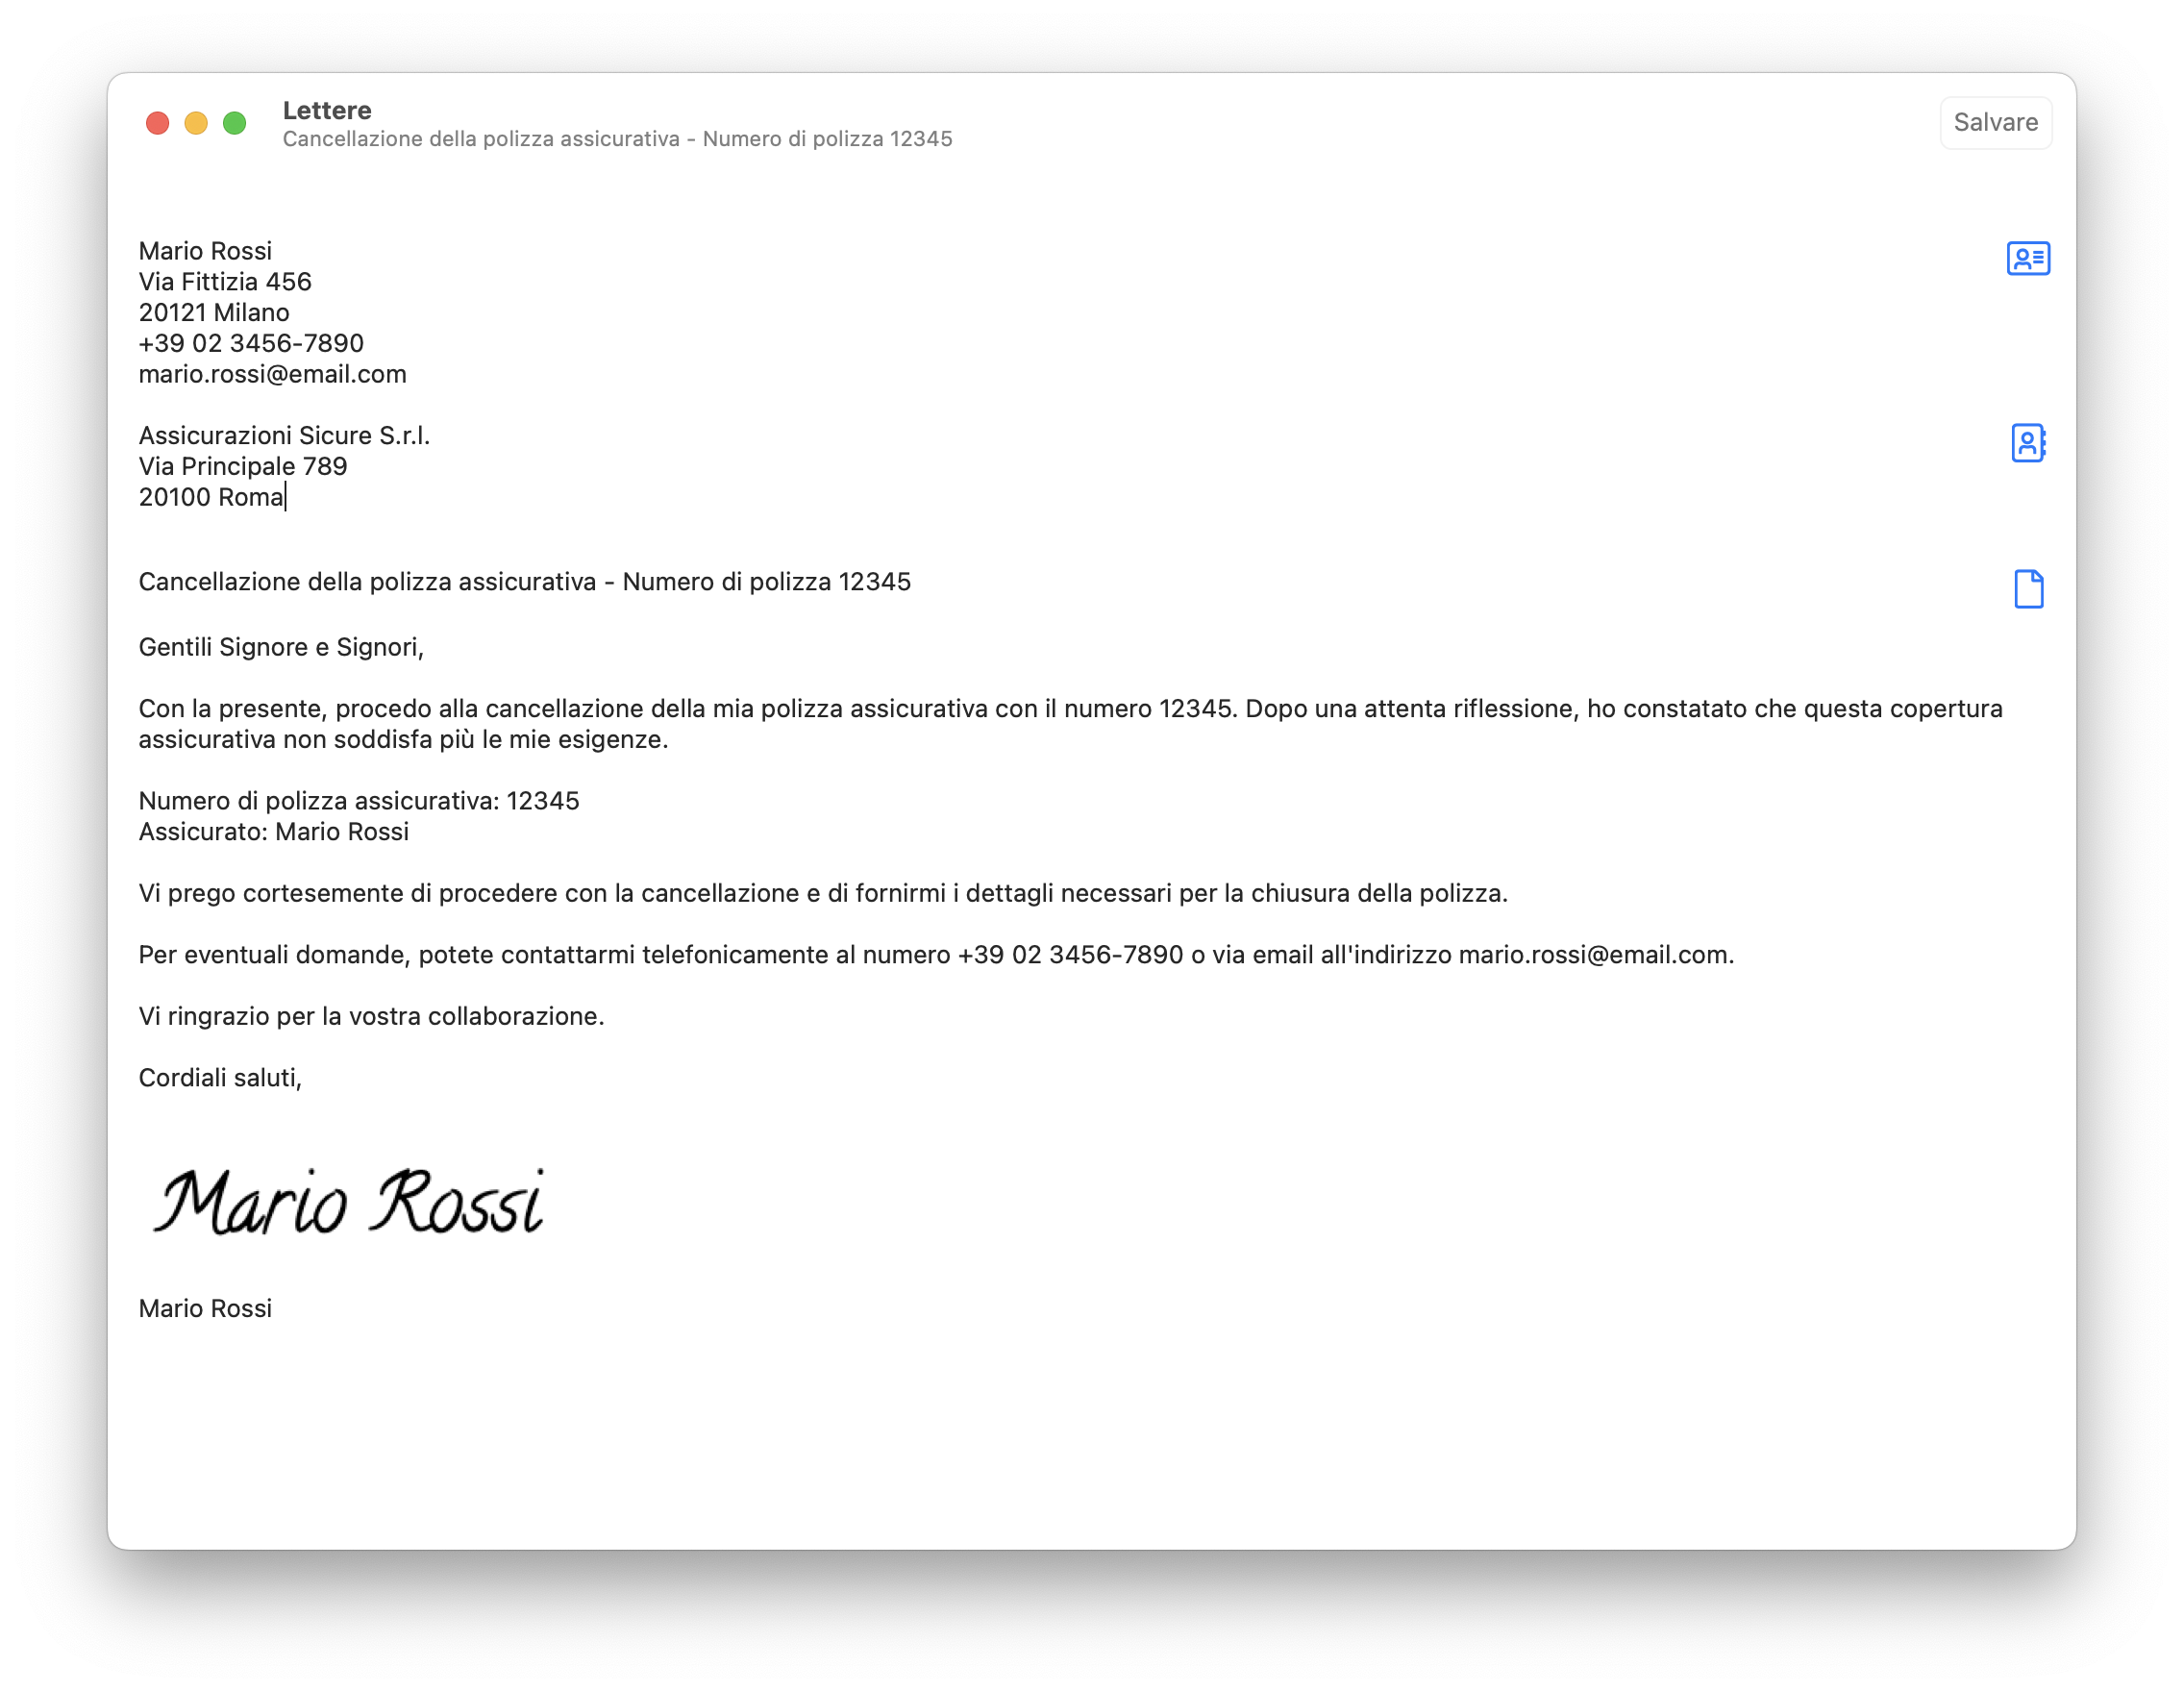 Lettere
Cancellazione della polizza assicurativa - Numero di polizza 12345
Salvare
Mario Rossi
Via Fittizia 456
20121 Milano
+39 02 3456-7890
mario.rossi@email.com
Assicurazioni Sicure S.r.l.
Via Principale 789
20100 Roma
Cancellazione della polizza assicurativa - Numero di polizza 12345
Gentili Signore e Signori,
Con la presente, procedo alla cancellazione della mia polizza assicurativa con il numero 12345. Dopo una attenta riflessione, ho constatato che questa copertura
assicurativa non soddisfa più le mie esigenze.
Numero di polizza assicurativa: 12345
Assicurato: Mario Rossi
Vi prego cortesemente di procedere con la cancellazione e di fornirmi i dettagli necessari per la chiusura della polizza.
Per eventuali domande, potete contattarmi telefonicamente al numero +39 02 3456-7890 o via email all'indirizzo mario.rossi@email.com.
Vi ringrazio per la vostra collaborazione.
Cordiali saluti,
Mario Rossi
Mario Rossi